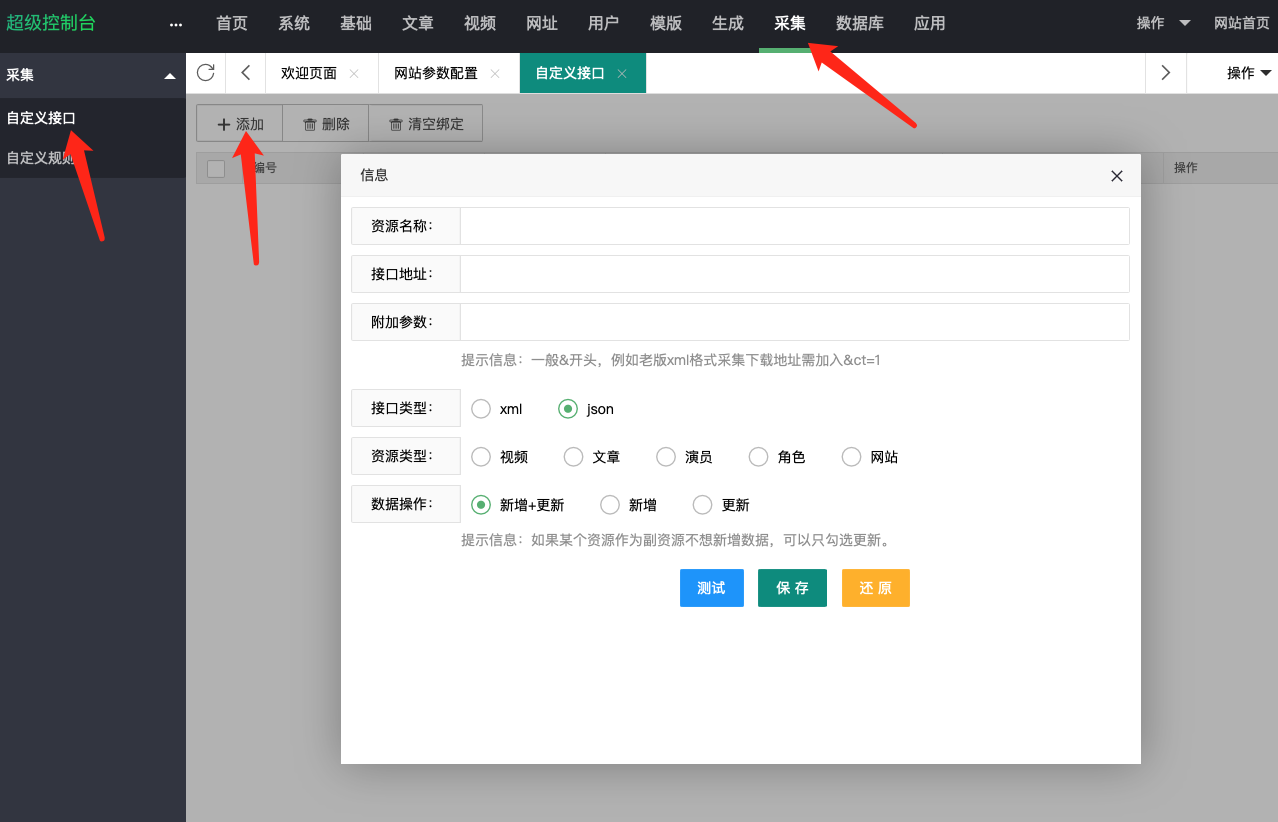 超级控制台 ... 首页 系统 基础 文章 视频 网址 用户 模版 生成 采集 数据库 应用 操作 网站首页
采集 欢迎页面 网站参数配置 自定义接口 操作
自定义接口 添加 删除 清空绑定
自定义规则 编号 操作
信息
资源名称：
接口地址：
附加参数：
提示信息：一般&开头，例如老版xml格式采集下载地址需加入&ct=1
接口类型： xml json
资源类型： 视频 文章 演员 角色 网站
数据操作： 新增+更新 新增 更新
提示信息：如果某个资源作为副资源不想新增数据，可以只勾选更新。
测试 保 存 还 原